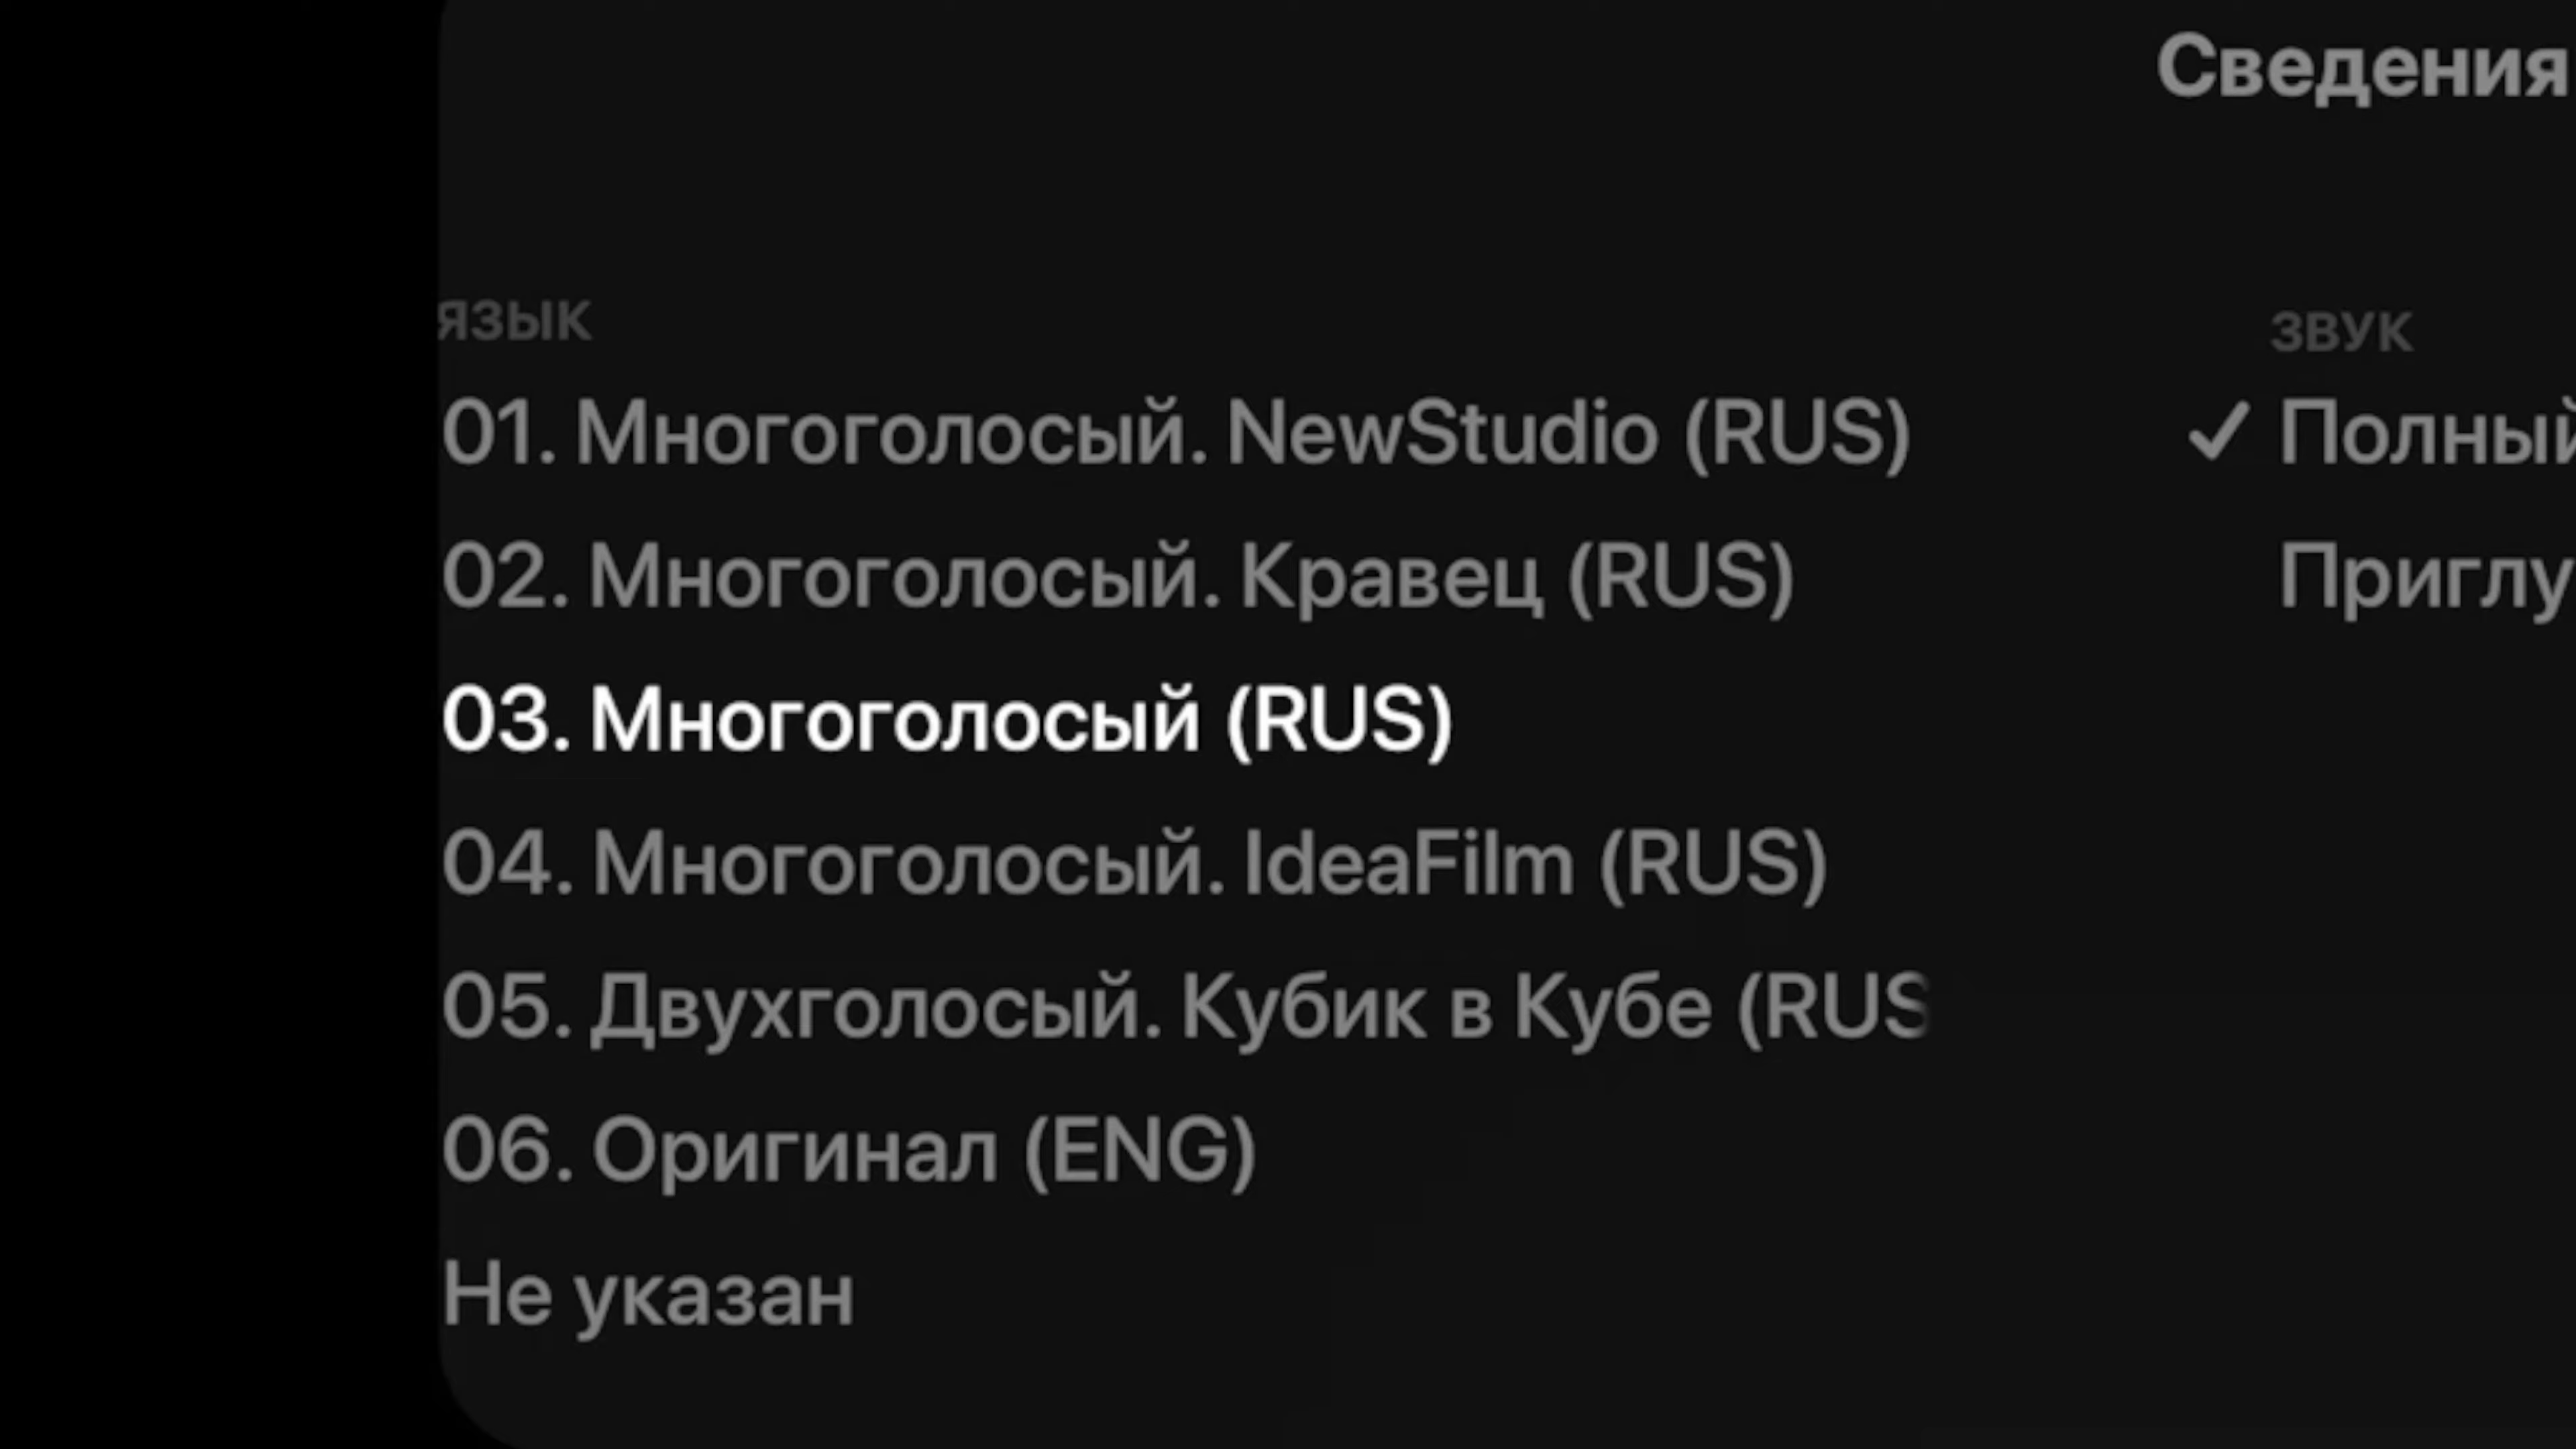 Сведения
ЯЗЫК
01. Многоголосый. NewStudio (RUS)
02. Многоголосый. Кравец (RUS)
03. Многоголосый (RUS)
04. Многоголосый. IdeaFilm (RUS)
05. Двухголосый. Кубик в Кубе (RUS
06. Оригинал (ENG)
Не указан
ЗВУК
✓ Полный
Приглу